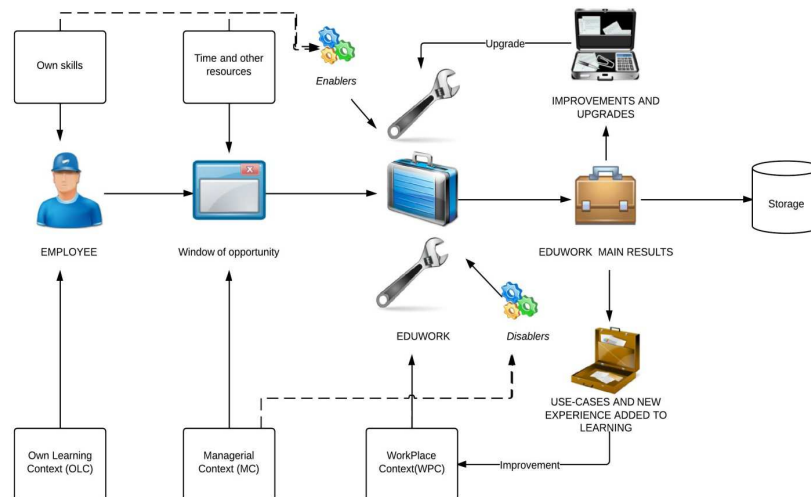 Own skills
Time and other
resources
Enablers
Upgrade
IMPROVEMENTS AND
UPGRADES
EMPLOYEE
Window of opportunity
EDUWORK MAIN RESULTS
Storage
EDUWORK
Disablers
USE-CASES AND NEW
EXPERIENCE ADDED TO
LEARNING
Own Learning
Context (OLC)
Managerial
Context (MC)
WorkPlace
Context(WPC)
Improvement